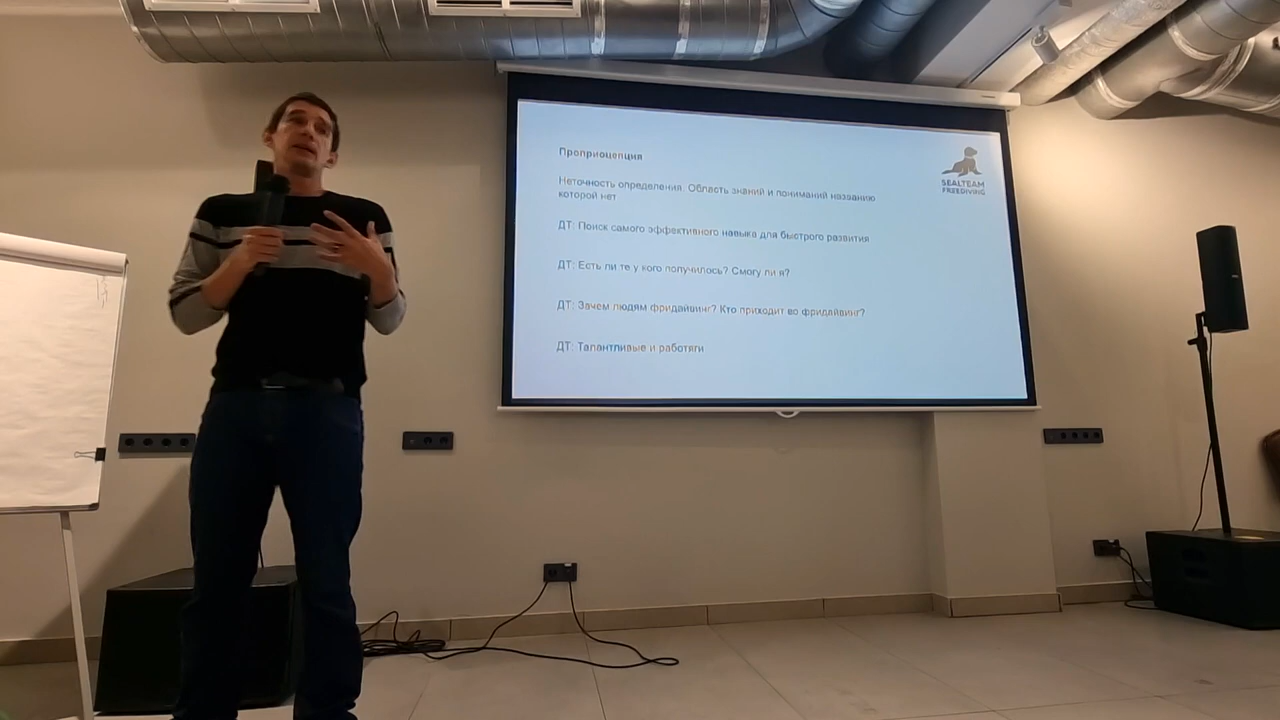 Проприоцепция
SEALTEAM
FREEDIVING
Неточность определения. Область знаний и пониманий названию
которой нет
ДТ: Поиск самого эффективного навыка для быстрого развития
ДТ: Есть ли те у кого получилось? Смогу ли я?
ДТ: Зачем людям фридайвинг? Кто приходит во фридайвинг?
ДТ: Талантливые и работяги